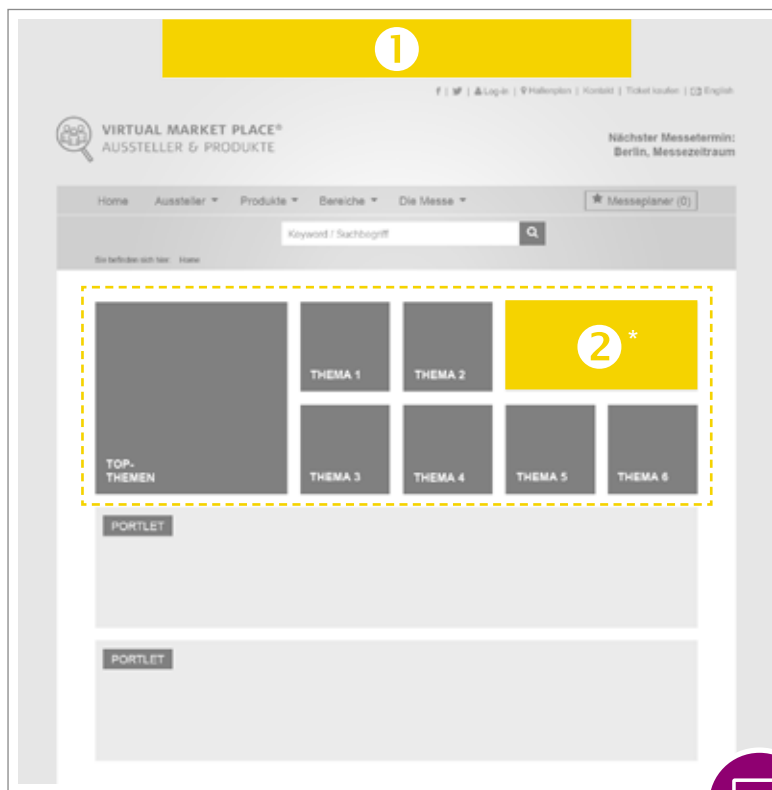 1
f | | Log-in | Hallenplan | Kontakt | Ticket kaufen | English
VIRTUAL MARKET PLACE®
AUSSTELLER & PRODUKTE
Nächster Messetermin:
Berlin, Messezeitraum
Home Aussteller Produkte Bereiche Die Messe Messeplaner (0)
Keyword / Suchbegriff
Sie befinden sich hier: Home
2*
THEMA 1 THEMA 2
TOP-
THEMEN THEMA 3 THEMA 4 THEMA 5 THEMA 6
PORTLET
PORTLET